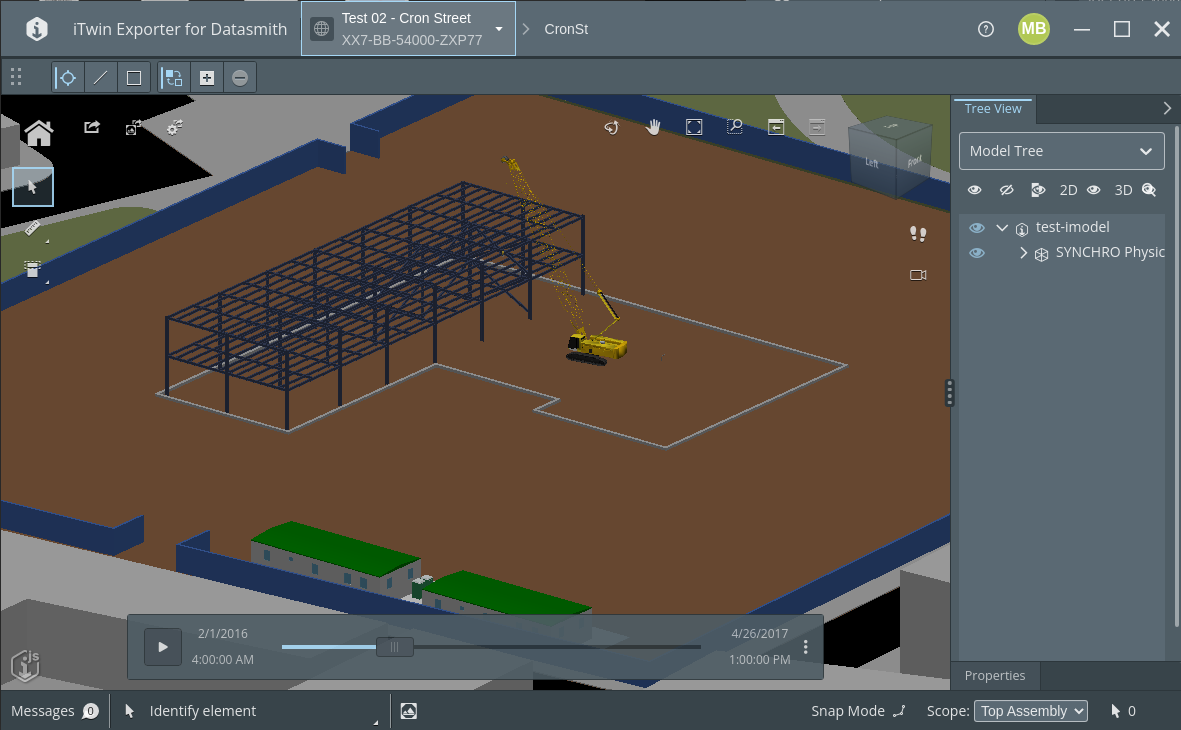 iTwin Exporter for Datasmith
Test 02 - Cron Street
XX7-BB-54000-ZXP77
CronSt
MB
Tree View
Model Tree
2D
3D
test-imodel
SYNCHRO Physic
Left
Front
2/1/2016
4:00:00 AM
4/26/2017
1:00:00 PM
js
Properties
Messages 0
Identify element
Snap Mode
Scope: Top Assembly
0